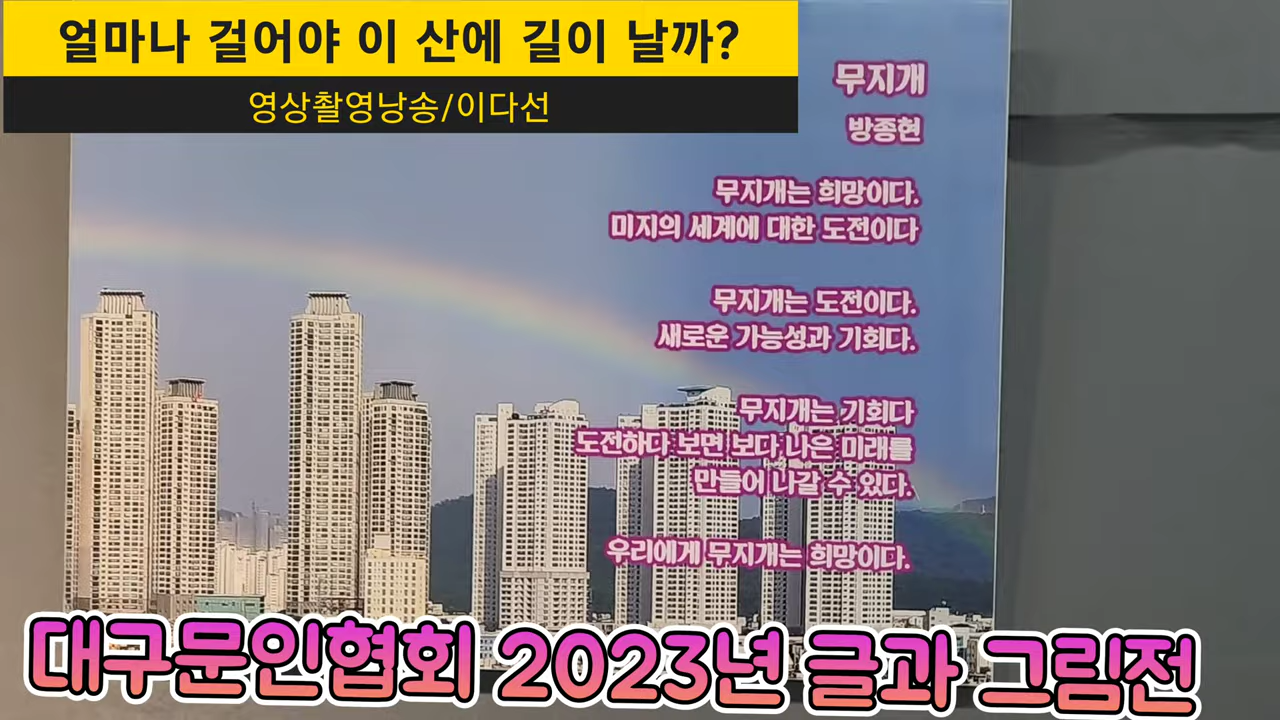 얼마나 걸어야 이 산에 길이 날까?
영상촬영낭송/이다선
무지개
방종현
무지개는 희망이다.
미지의 세계에 대한 도전이다
무지개는 도전이다.
새로운 가능성과 기회다.
무지개는 기회다
도전하다 보면 보다 나은 미래를
만들어 나갈 수 있다.
우리에게 무지개는 희망이다.
대구문인협회 2023년 글과 그림전